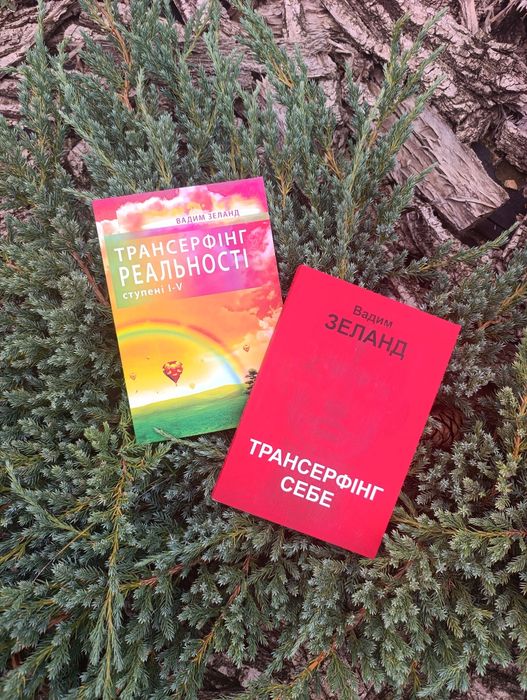 ВАДИМ ЗЕЛАНД
ТРАНСЕРФІНГ
РЕАЛЬНОСТІ
ступені I-V
Вадим
ЗЕЛАНД
ТРАНСЕРФІНГ
СЕБЕ